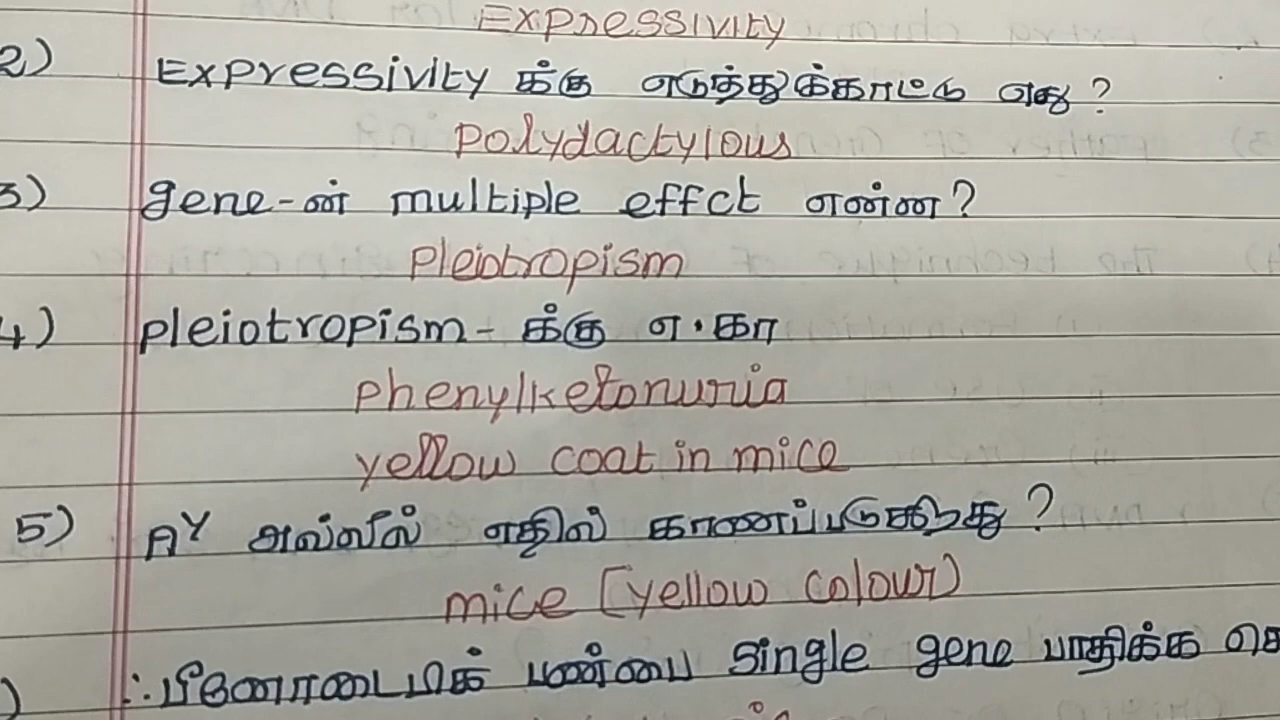 Expressivity
2) Expressivity க்கு எடுத்துக்காட்டு எது?
Polydactylous
3) gene-ன் multiple effct என்ன?
Pleiotropism
4) pleiotropism- க்கு எ.கா
phenylketonuria
yellow coat in mice
5) A^Y அல்லீல் எதில் காணப்படுகிறது?
mice (yellow colour)
) ஃபீனோடைபிக் பண்பை single gene பாதிக்க செ